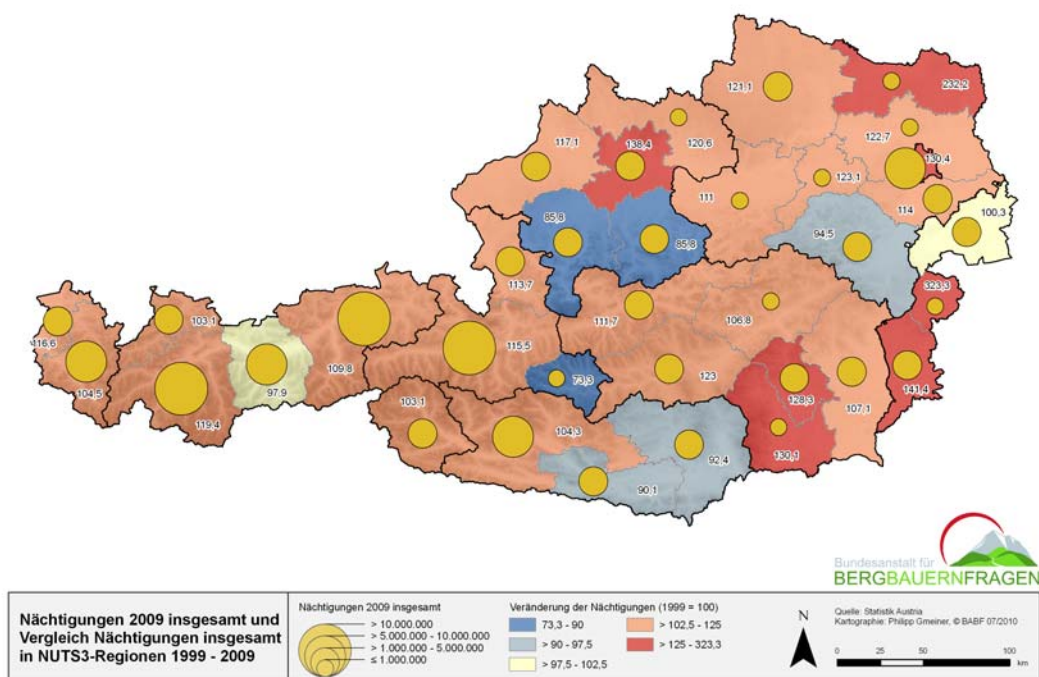 121,1
232,2
117,1
138,4
120,6
122,7
130,4
123,1
111
114
100,3
85,8
85,8
94,5
113,7
323,3
103,1
116,6
111,7
106,8
115,5
109,8
104,5
97,9
73,3
123
141,4
119,4
128,3
107,1
103,1
104,3
92,4
130,1
90,1
Bundesanstalt für
BERGBAUERNFRAGEN
Nächtigungen 2009 insgesamt und
Vergleich Nächtigungen insgesamt
in NUTS3-Regionen 1999 - 2009
Nächtigungen 2009 insgesamt
> 10.000.000
> 5.000.000 - 10.000.000
> 1.000.000 - 5.000.000
≤ 1.000.000
Veränderung der Nächtigungen (1999 = 100)
73,3 - 90
> 90 - 97,5
> 97,5 - 102,5
> 102,5 - 125
> 125 - 323,3
N
Quelle: Statistik Austria
Kartographie: Philipp Gmeiner, © BABF 07/2010
0 20 40 60 80 100
km